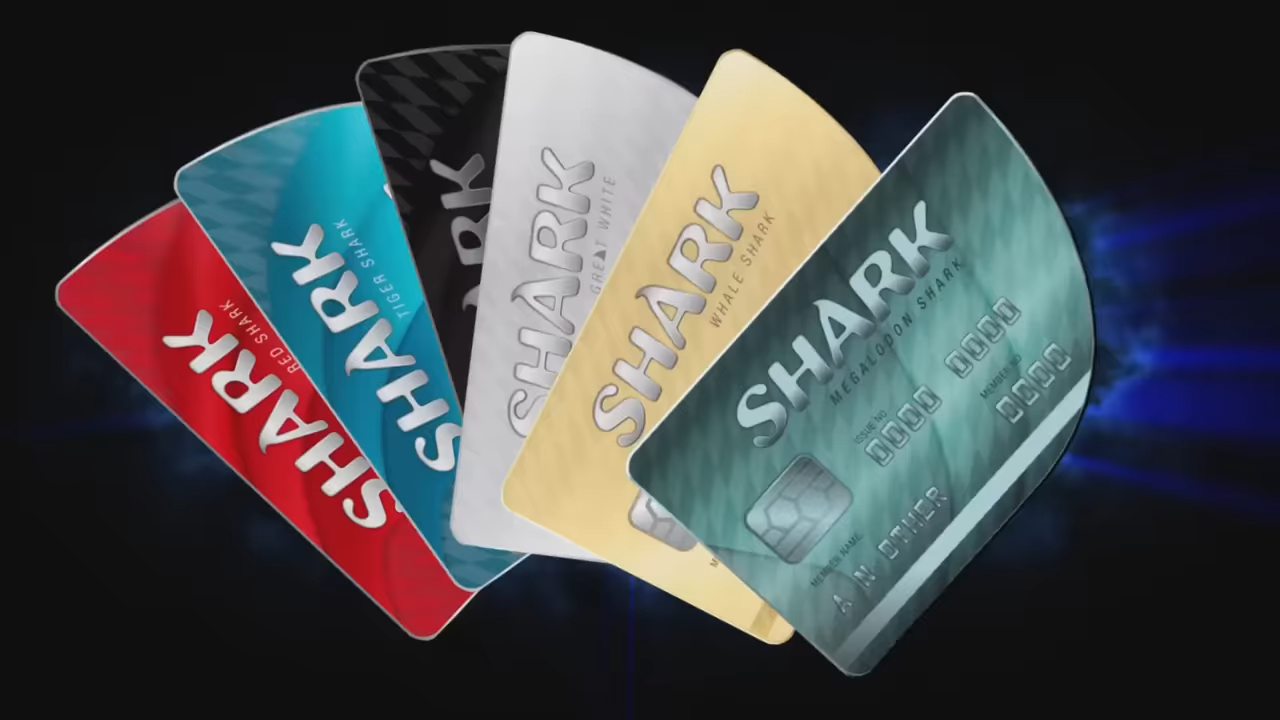 SHARK
RED SHARK
SHARK
TIGER SHARK
ARK
SHARK
GREAT WHITE
SHARK
WHALE SHARK
SHARK
MEGALODON SHARK
ISSUE NO
0000
0000
MEMBER NO
0000
MEMBER NAME
A N OTHER